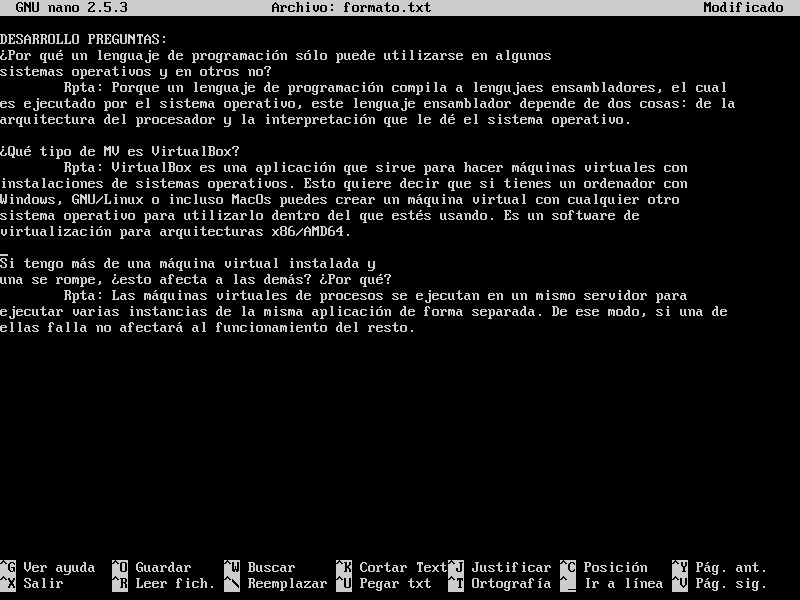 GNU nano 2.5.3 Archivo: formato.txt Modificado
DESARROLLO PREGUNTAS:
¿Por qué un lenguaje de programación sólo puede utilizarse en algunos
sistemas operativos y en otros no?
Rpta: Porque un lenguaje de programación compila a lengujaes ensambladores, el cual
es ejecutado por el sistema operativo, este lenguaje ensamblador depende de dos cosas: de la
arquitectura del procesador y la interpretación que le dé el sistema operativo.
¿Qué tipo de MV es VirtualBox?
Rpta: VirtualBox es una aplicación que sirve para hacer máquinas virtuales con
instalaciones de sistemas operativos. Esto quiere decir que si tienes un ordenador con
Windows, GNU/Linux o incluso MacOs puedes crear un máquina virtual con cualquier otro
sistema operativo para utilizarlo dentro del que estés usando. Es un software de
virtualización para arquitecturas x86/AMD64.
Si tengo más de una máquina virtual instalada y
una se rompe, ¿esto afecta a las demás? ¿Por qué?
Rpta: Las máquinas virtuales de procesos se ejecutan en un mismo servidor para
ejecutar varias instancias de la misma aplicación de forma separada. De ese modo, si una de
ellas falla no afectará al funcionamiento del resto.
^G Ver ayuda ^O Guardar ^W Buscar ^K Cortar Text ^J Justificar ^C Posición ^Y Pág. ant.
^X Salir ^R Leer fich. ^\ Reemplazar ^U Pegar txt ^T Ortografía ^_ Ir a línea ^V Pág. sig.